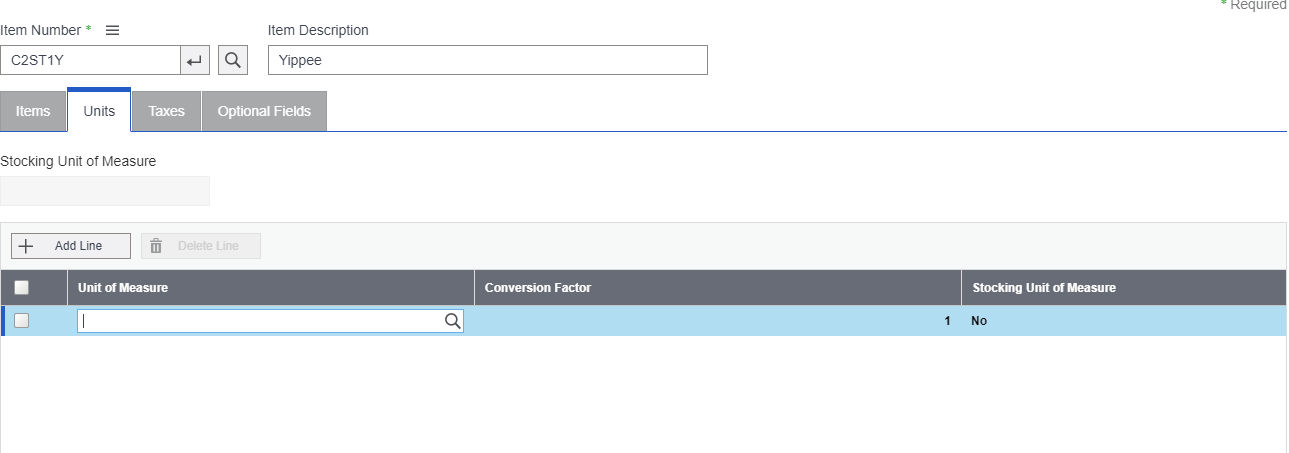 * Required
Item Number *
Item Description
C2ST1Y
Yippee
Items
Units
Taxes
Optional Fields
Stocking Unit of Measure
Add Line
Delete Line
Unit of Measure
Conversion Factor
Stocking Unit of Measure
1
No